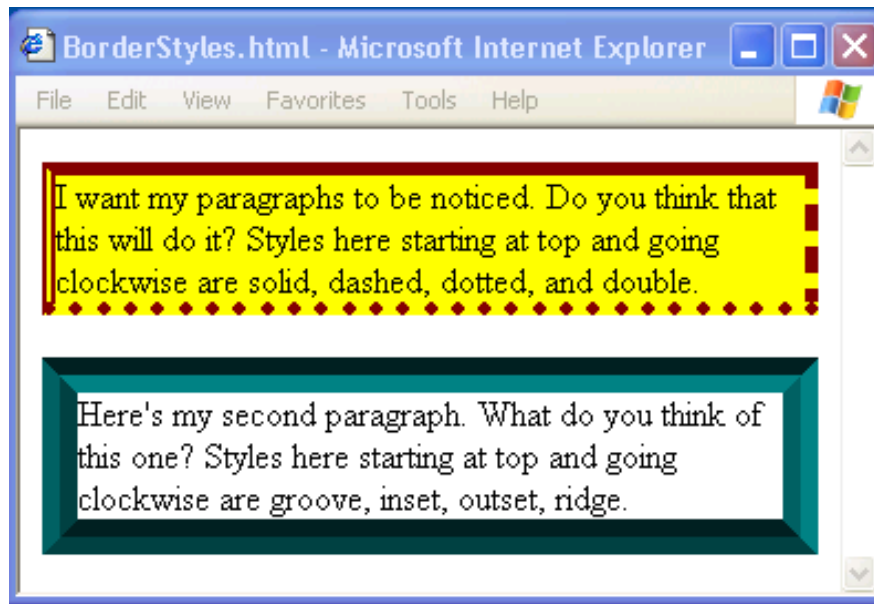 BorderStyles.html - Microsoft Internet Explorer
File Edit View Favorites Tools Help
I want my paragraphs to be noticed. Do you think that
this will do it? Styles here starting at top and going
clockwise are solid, dashed, dotted, and double.
Here's my second paragraph. What do you think of
this one? Styles here starting at top and going
clockwise are groove, inset, outset, ridge.